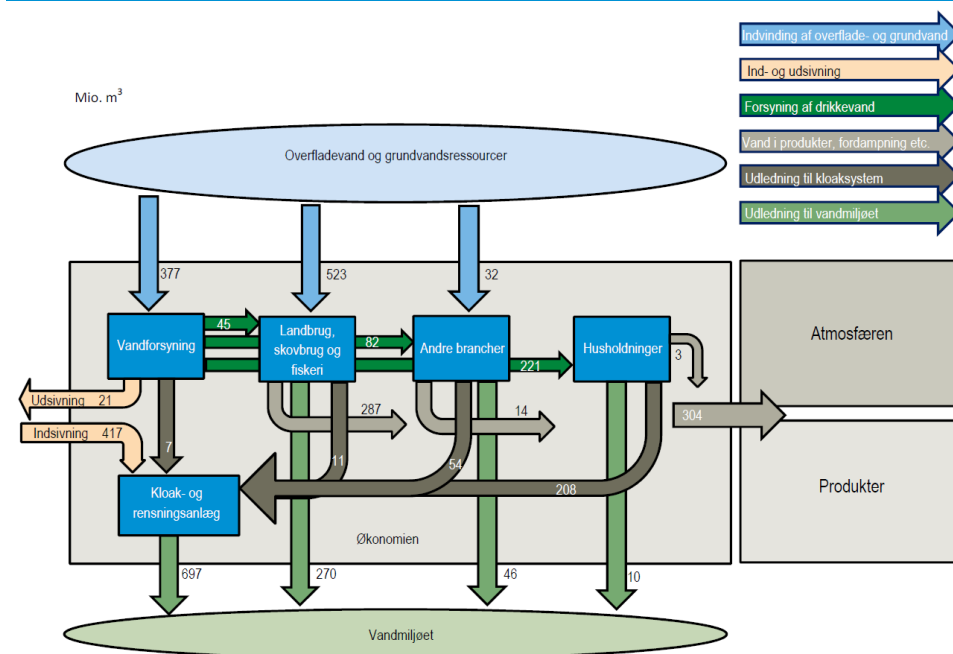 Indvinding af overflade- og grundvand
Ind- og udsivning
Mio. m³
Forsyning af drikkevand
Vand i produkter, fordampning etc.
Overfladevand og grundvandsressourcer
Udledning til kloaksystem
Udledning til vandmiljøet
377
523
32
Vandforsyning
45
Landbrug,
skovbrug og
fiskeri
82
Andre brancher
221
Husholdninger
3
Atmosfæren
Udsivning 21
287
14
304
Indsivning 417
7
11
54
208
Kloak- og
rensningsanlæg
Produkter
Økonomien
697
270
46
10
Vandmiljøet